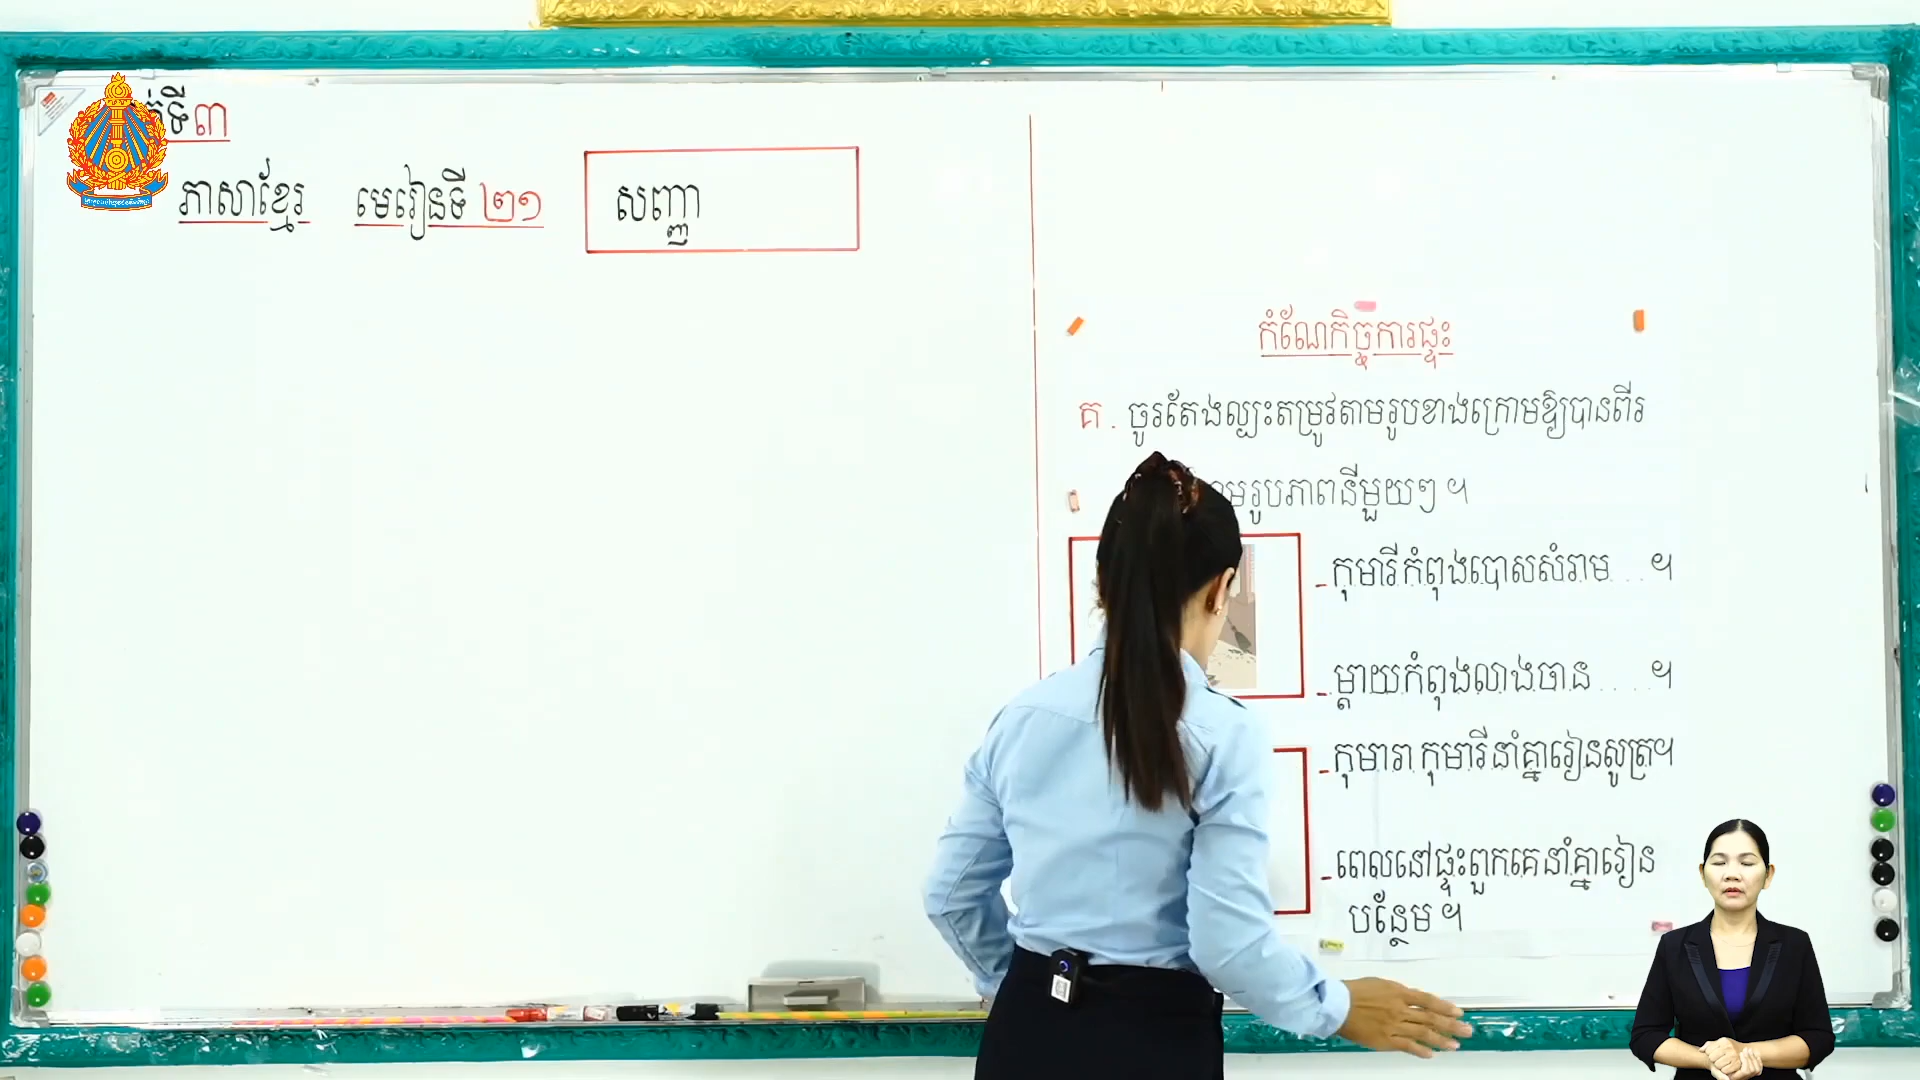 ទី៣
ភាសាខ្មែរ មេរៀនទី ២១ សញ្ញា
កំណែកិច្ចការផ្ទះ
គ. ចូរតែងល្បះតម្រូវតាមរូបខាងក្រោមឱ្យបានពីរ
រូបភាពនីមួយៗ ។
-កុមារីកំពុងបោសសំរាម ....។
-ម្ដាយកំពុងលាងចាន .....។
-កុមារា កុមារីនាំគ្នារៀនសូត្រ។
-ពេលនៅផ្ទះពួកគេនាំគ្នារៀន
បន្ថែម ។